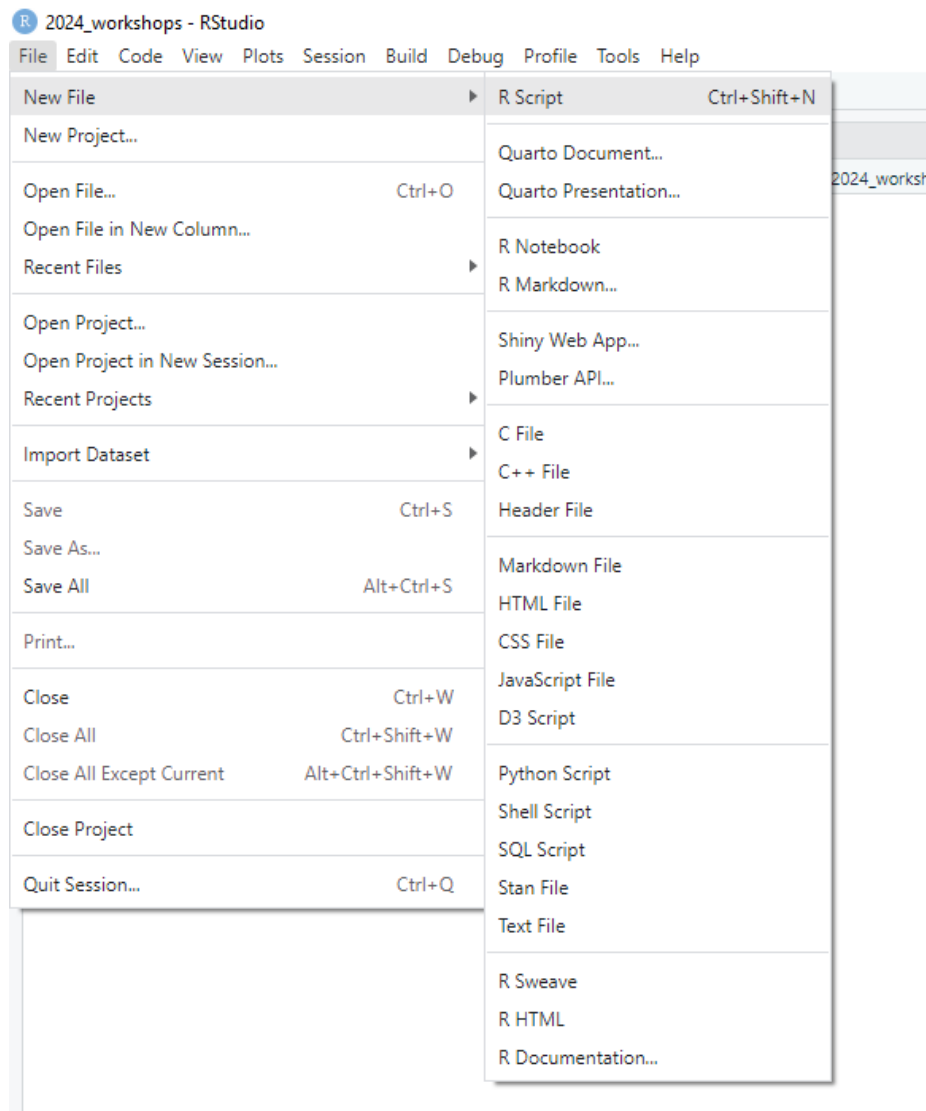 R 2024_workshops - RStudio
File Edit Code View Plots Session Build Debug Profile Tools Help
New File
New Project...
Open File... Ctrl+O
Open File in New Column...
Recent Files
Open Project...
Open Project in New Session...
Recent Projects
Import Dataset
Save Ctrl+S
Save As...
Save All Alt+Ctrl+S
Print...
Close Ctrl+W
Close All Ctrl+Shift+W
Close All Except Current Alt+Ctrl+Shift+W
Close Project
Quit Session... Ctrl+Q
R Script Ctrl+Shift+N
Quarto Document...
Quarto Presentation...
R Notebook
R Markdown...
Shiny Web App...
Plumber API...
C File
C++ File
Header File
Markdown File
HTML File
CSS File
JavaScript File
D3 Script
Python Script
Shell Script
SQL Script
Stan File
Text File
R Sweave
R HTML
R Documentation...
2024_worksh